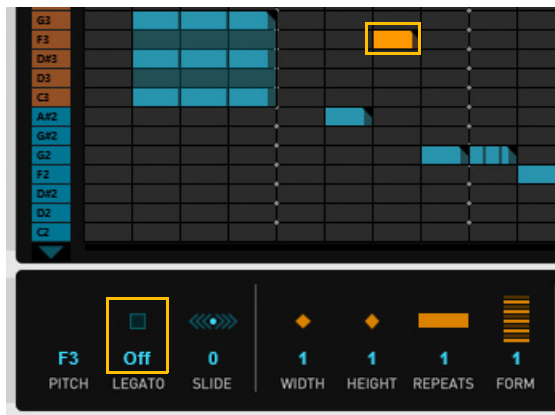 G3
F3
D#3
D3
C3
A#2
G#2
G2
F2
D#2
D2
C2
F3 Off 0 1 1 1 1
PITCH LEGATO SLIDE WIDTH HEIGHT REPEATS FORM